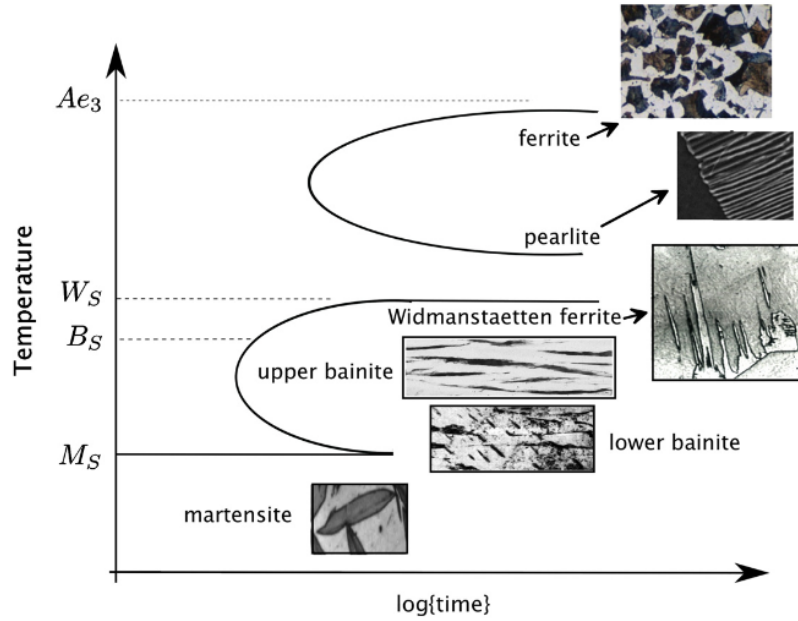 Ae3
ferrite
pearlite
Temperature
WS
Widmanstaetten ferrite
BS
upper bainite
lower bainite
MS
martensite
log{time}